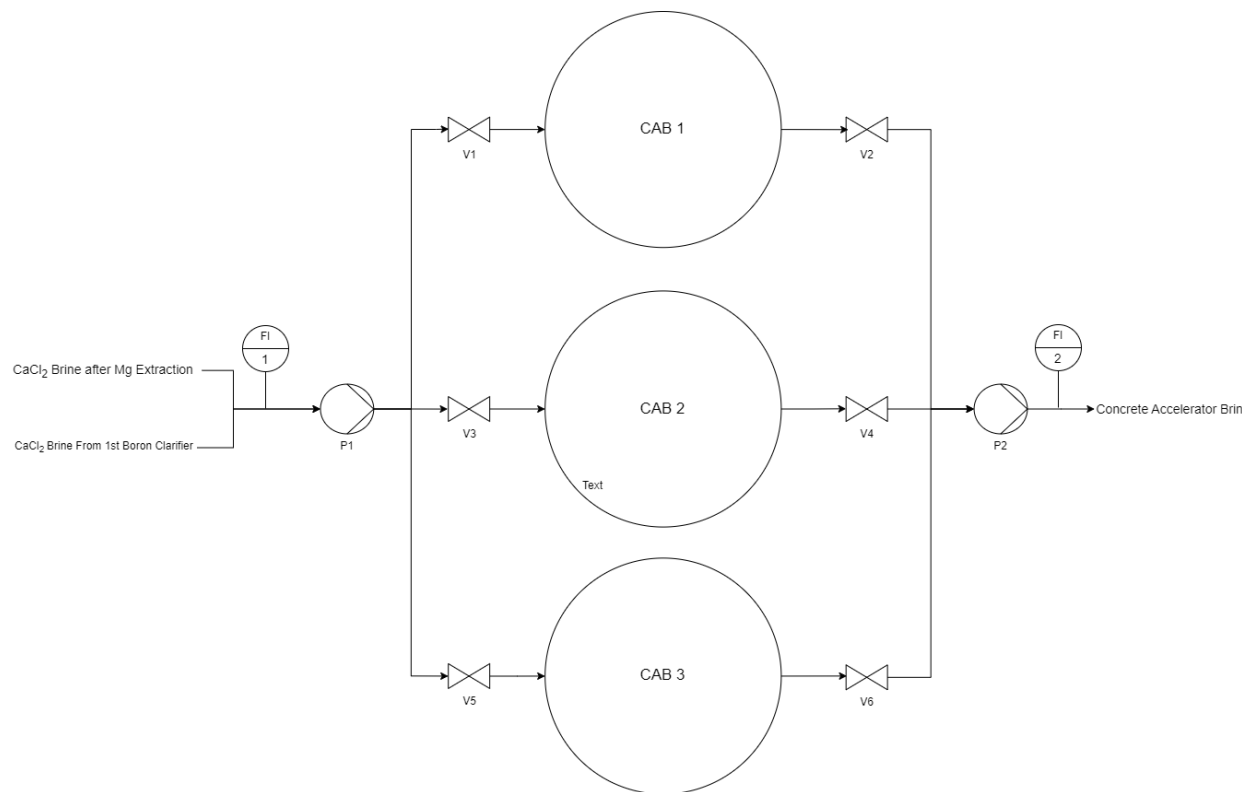 CAB 1
V1
V2
FI
1
FI
2
CaCl2 Brine after Mg Extraction
CAB 2
Concrete Accelerator Brin
CaCl2 Brine From 1st Boron Clarifier
P1
V3
V4
P2
Text
CAB 3
V5
V6